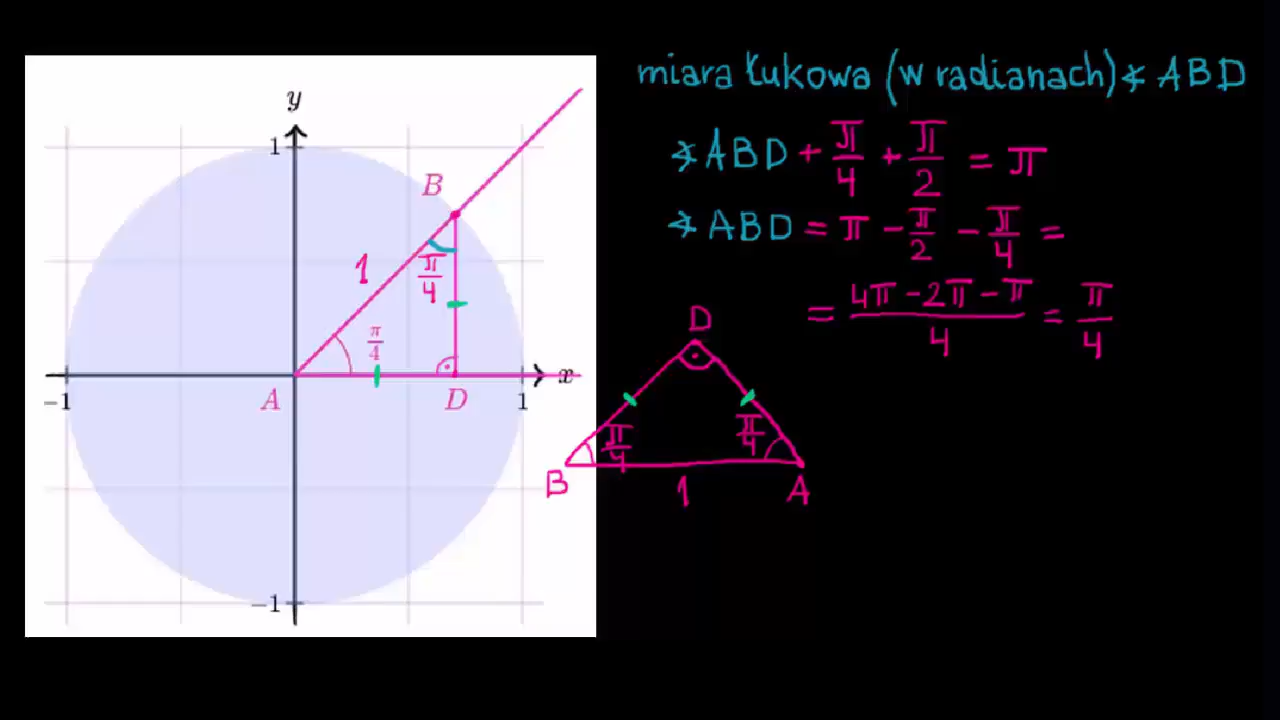 miara łukowa (w radianach) ∢ ABD
∢ ABD + π/4 + π/2 = π
∢ ABD = π − π/2 − π/4 =
= (4π − 2π − π)/4 = π/4
y
1
B
1
π/4
π/4
−1
A
D
1
x
−1
D
π/4
π/4
B
1
A